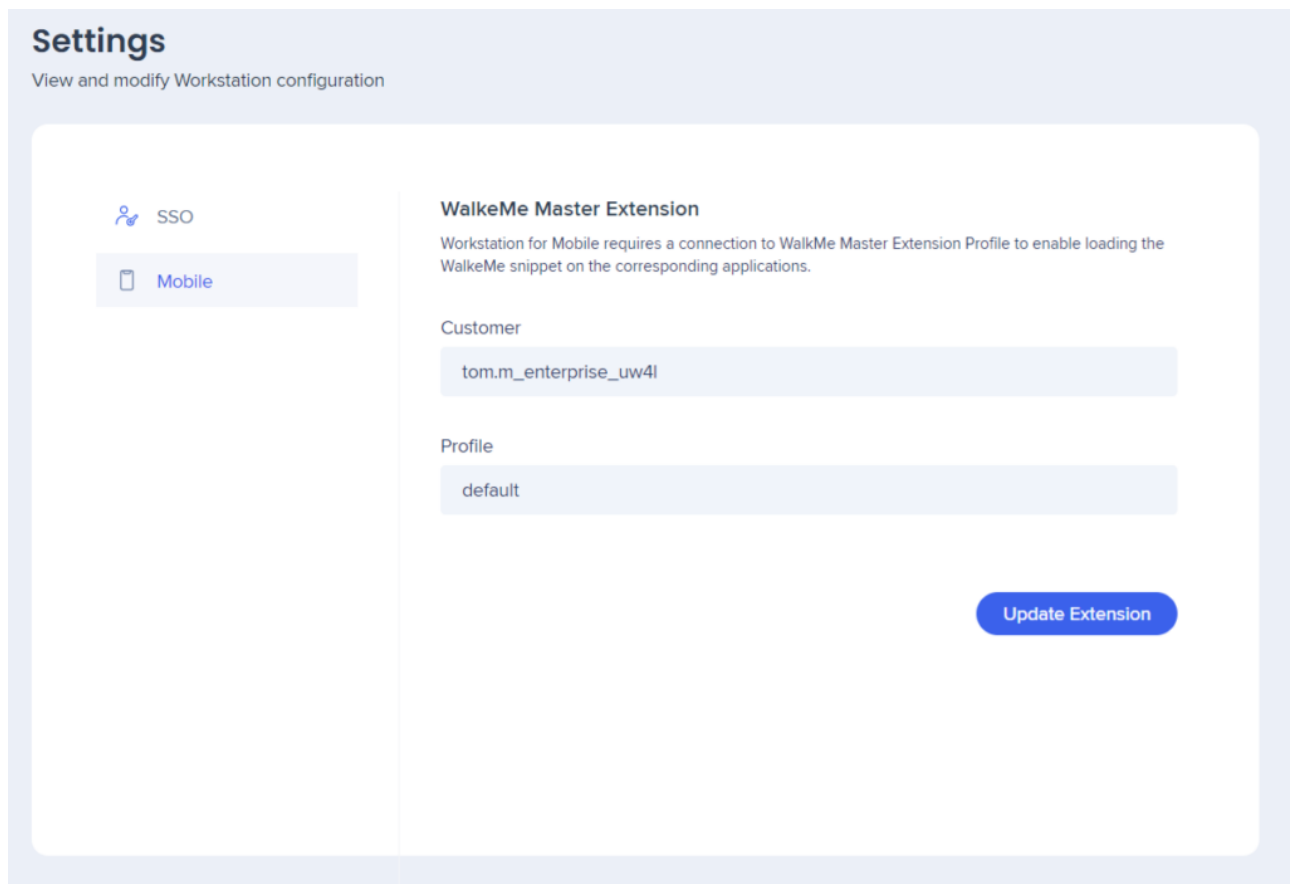 Settings
View and modify Workstation configuration
SSO
Mobile
WalkeMe Master Extension
Workstation for Mobile requires a connection to WalkMe Master Extension Profile to enable loading the
WalkeMe snippet on the corresponding applications.
Customer
tom.m_enterprise_uw4l
Profile
default
Update Extension